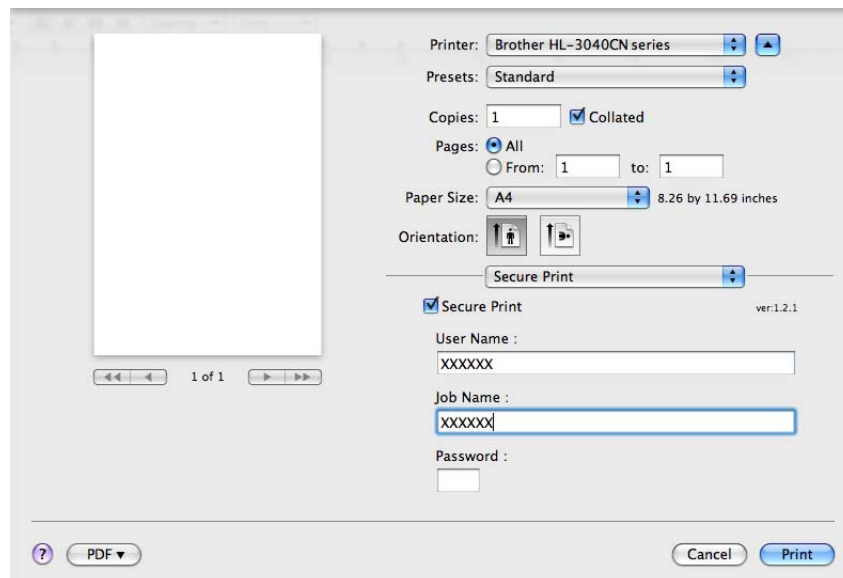 Printer: Brother HL-3040CN series
Presets: Standard
Copies: 1 Collated
Pages: All
From: 1 to: 1
Paper Size: A4 8.26 by 11.69 inches
Orientation:
Secure Print
Secure Print ver:1.2.1
User Name :
XXXXXX
Job Name :
XXXXXX
Password :
1 of 1
? PDF ▼ Cancel Print